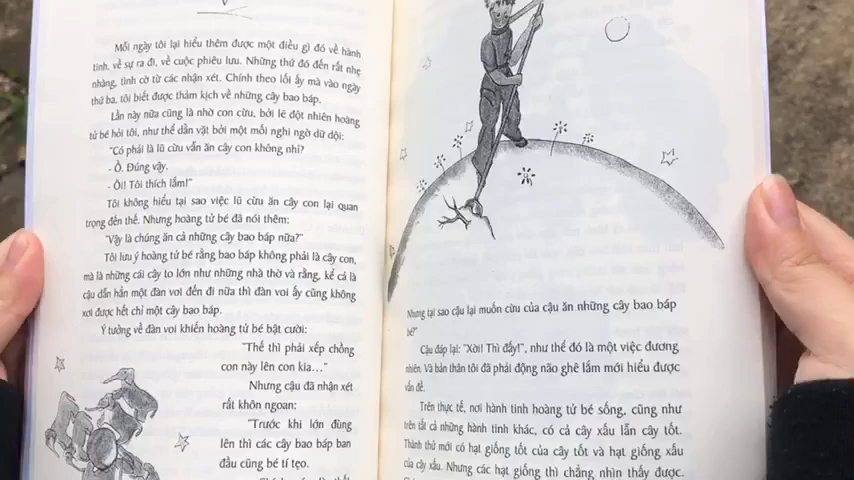 Mỗi ngày tôi lại hiểu thêm được một điều gì đó về hành
tinh, về sự ra đi, về cuộc phiêu lưu. Những thứ đó đến rất nhẹ
nhàng, tình cờ từ các nhận xét. Chính theo lối ấy mà vào ngày
thứ ba, tôi biết được thảm kịch về những cây bao báp.
Lần này nữa cũng là nhờ con cừu, bởi lẽ đột nhiên hoàng
tử bé hỏi tôi, như thể dằn vặt bởi một mối nghi ngờ dữ dội:
"Có phải là lũ cừu vẫn ăn cây con không nhỉ?
- Ồ. Đúng vậy.
- Ôi! Tôi thích lắm!"
Tôi không hiểu tại sao việc lũ cừu ăn cây con lại quan
trọng đến thế. Nhưng hoàng tử bé đã nói thêm:
"Vậy là chúng ăn cả những cây bao báp nữa?"
Tôi lưu ý hoàng tử bé rằng bao báp không phải là cây con,
mà là những cái cây to lớn như những nhà thờ và rằng, kể cả là
cậu dẫn hẳn một đàn voi đến đi nữa thì đàn voi ấy cũng không
xơi được hết chỉ một cây bao báp.
Ý tưởng về đàn voi khiến hoàng tử bé bật cười:
"Thế thì phải xếp chồng
con này lên con kia..."
Nhưng cậu đã nhận xét
rất khôn ngoan:
"Trước khi lớn đùng
lên thì các cây bao báp ban
đầu cũng bé tí tẹo.
Nhưng tại sao cậu lại muốn cừu của cậu ăn những cây bao báp
bé?"
Cậu đáp lại: "Xời! Thì đấy!", như thể đó là một việc đương
nhiên. Và bản thân tôi đã phải động não ghê lắm mới hiểu được
vấn đề.
Trên thực tế, nơi hành tinh hoàng tử bé sống, cũng như
trên tất cả những hành tinh khác, có cả cây xấu lẫn cây tốt.
Thành thử mới có hạt giống tốt của cây tốt và hạt giống xấu
của cây xấu. Nhưng các hạt giống thì chẳng nhìn thấy được.